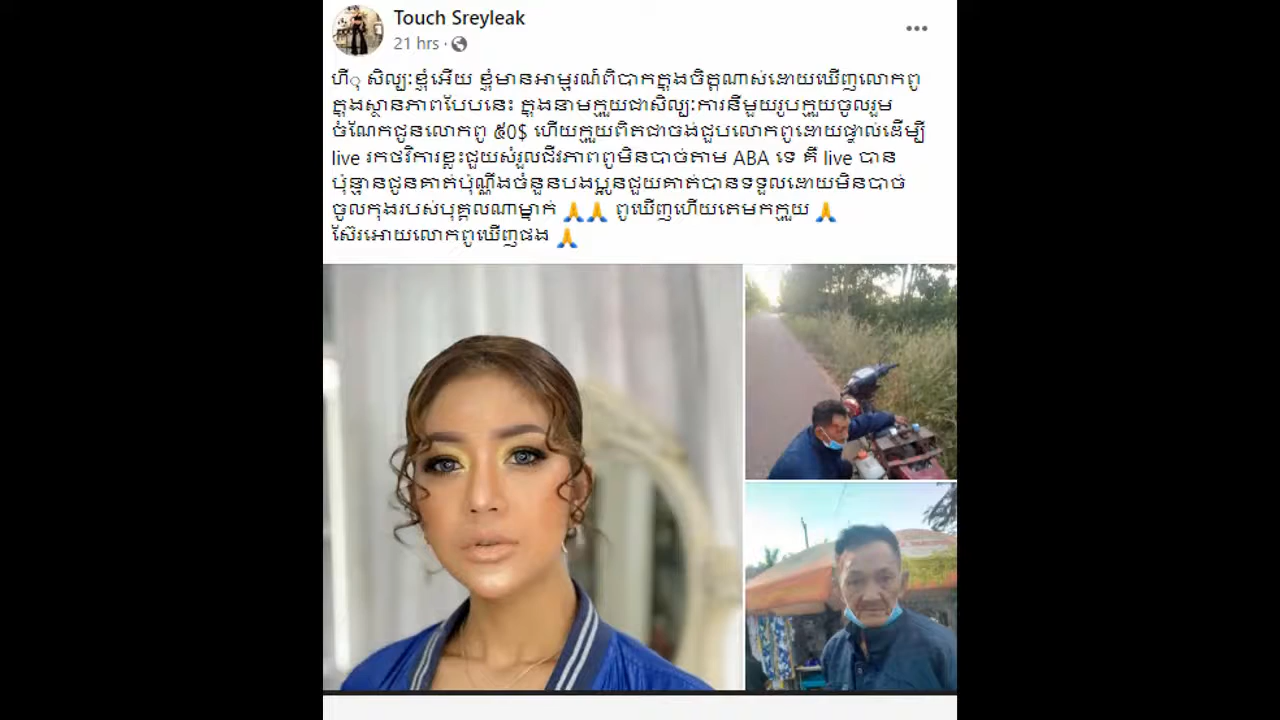 Touch Sreyleak
21 hrs ·
ហឺុ សិល្បៈខ្ញុំអើយ ខ្ញុំមានអាម្មរណ៍ពិបាកក្នុងចិត្តណាស់ដោយឃើញលោកពូ
ក្នុងស្ថានភាពបែបនេះ ក្នុងនាមក្មួយជាសិល្បៈការនីមួយរូបក្មួយចូលរួម
ចំណែកជូនលោកពូ ៥0$ ហើយក្មួយពិតជាចង់ជួបលោកពូដោយផ្ទាល់ដើម្បី
live រកថវិការខ្លះជួយសំរួលជីវភាពពូមិនបាច់តាម ABA ទេ គឺ live បាន
ប៉ុន្មានជូនគាត់ប៉ុណ្ណឹងចំនួនបងប្អូនជួយគាត់បានទទួលដោយមិនបាច់
ចូលកុងរបស់បុគ្គលណាម្នាក់ 🙏🙏 ពូឃើញហើយតេមកក្មួយ 🙏
ស៊ែរអោយលោកពូឃើញផង 🙏